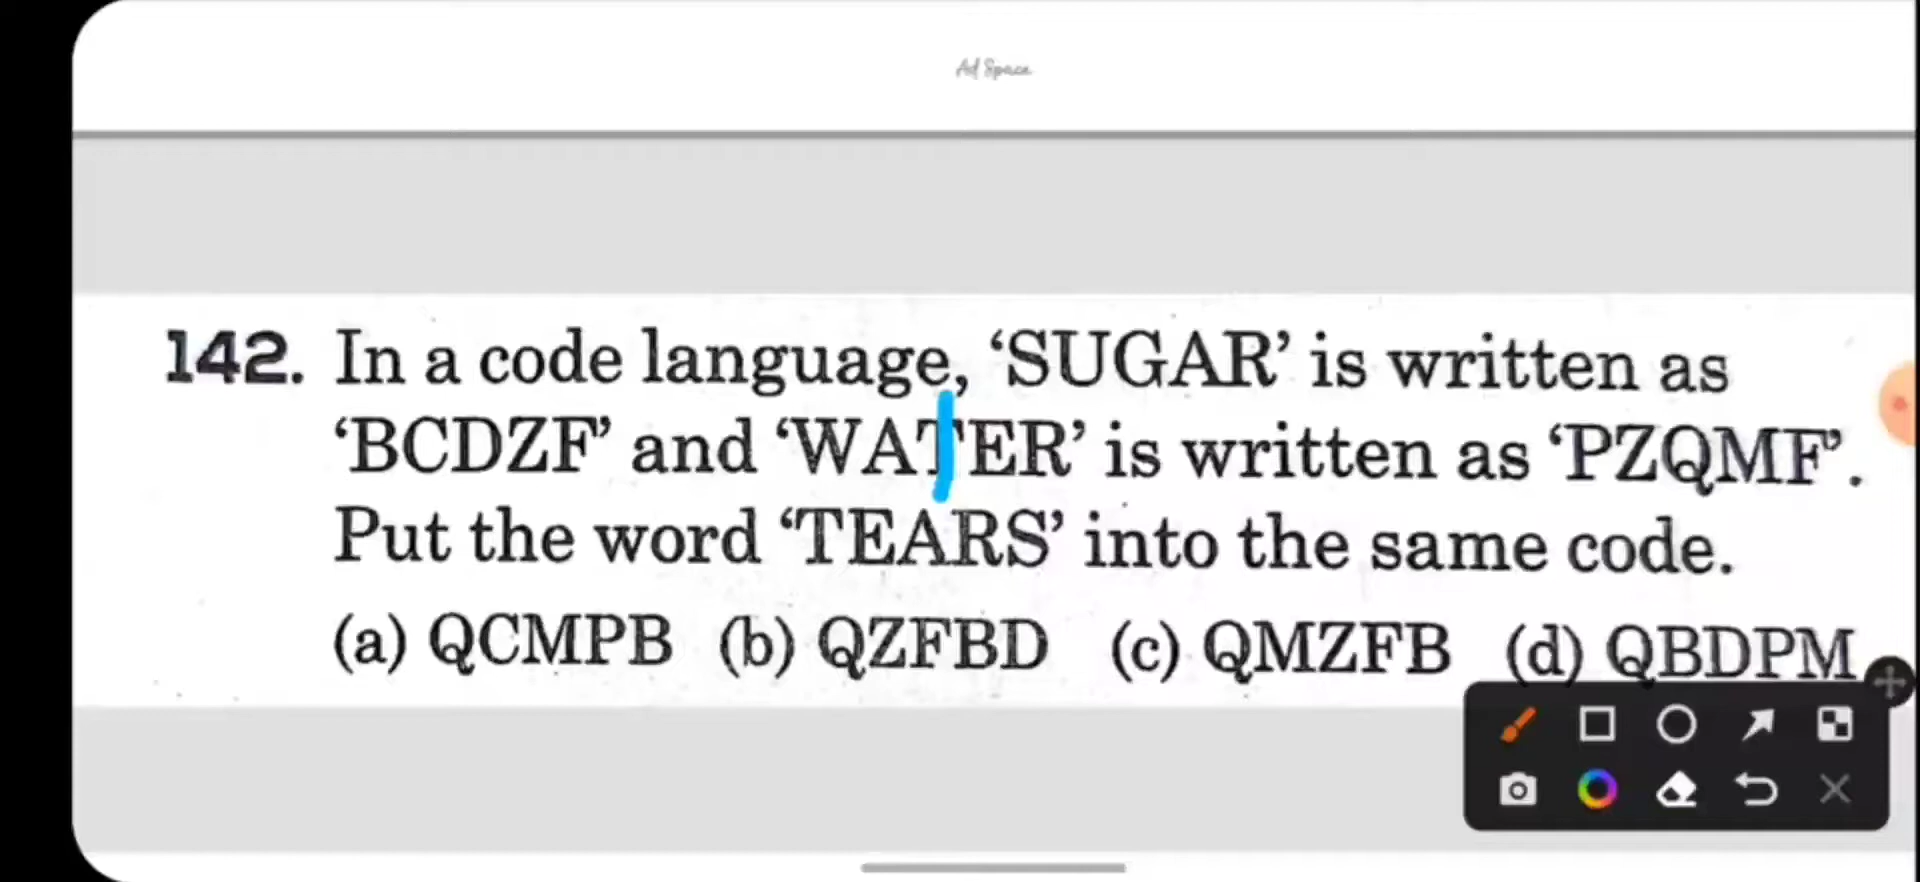 Ad Space
142. In a code language, ‘SUGAR’ is written as
‘BCDZF’ and ‘WATER’ is written as ‘PZQMF’.
Put the word ‘TEARS’ into the same code.
(a) QCMPB (b) QZFBD (c) QMZFB (d) QBDPM